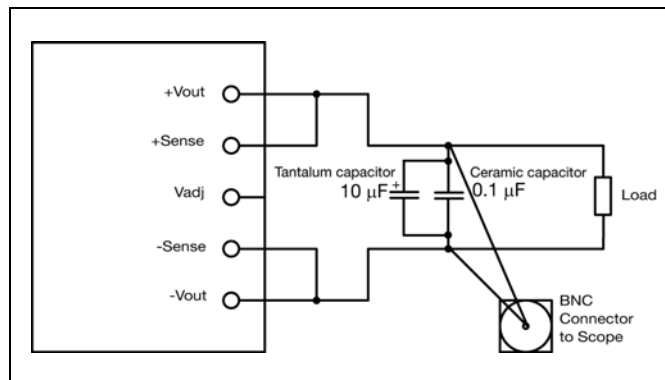 +Vout
+Sense
Vadj
-Sense
-Vout
Tantalum capacitor
10 µF
+
Ceramic capacitor
0.1 µF
Load
BNC
Connector
to Scope